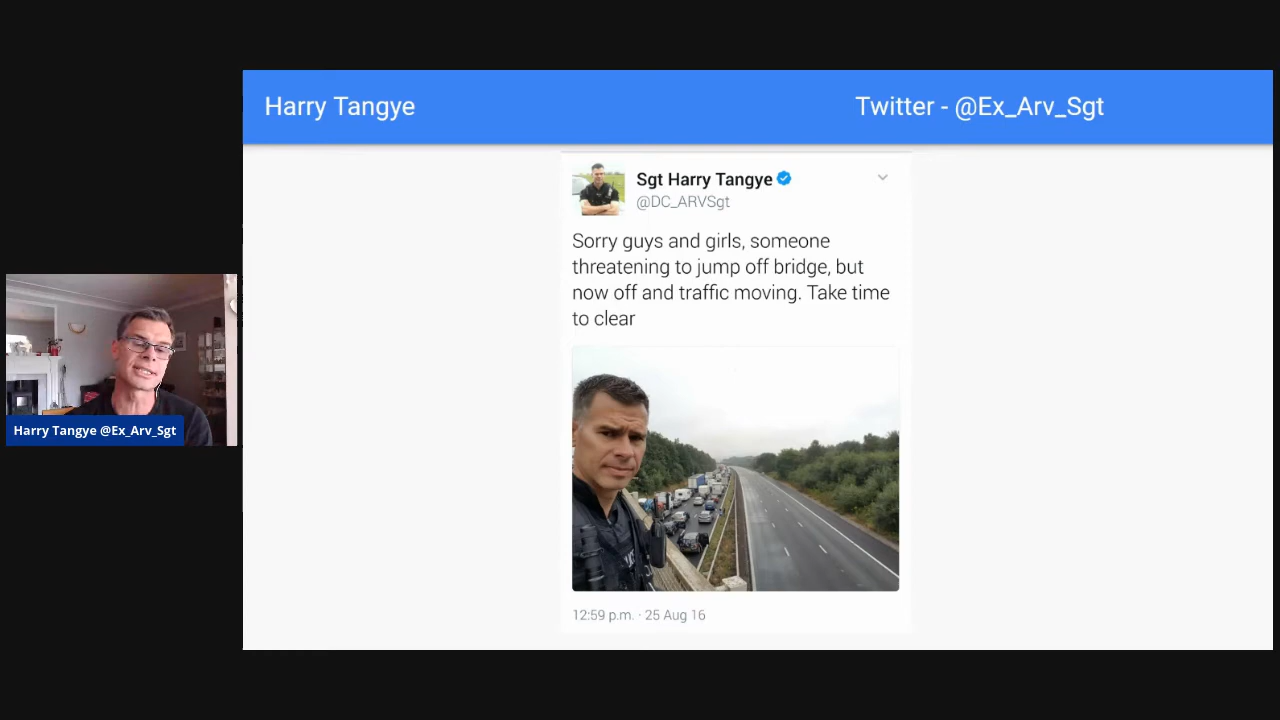 Harry Tangye
Twitter - @Ex_Arv_Sgt
Sgt Harry Tangye
@DC_ARVSgt
Sorry guys and girls, someone
threatening to jump off bridge, but
now off and traffic moving. Take time
to clear
12:59 p.m. · 25 Aug 16
Harry Tangye @Ex_Arv_Sgt